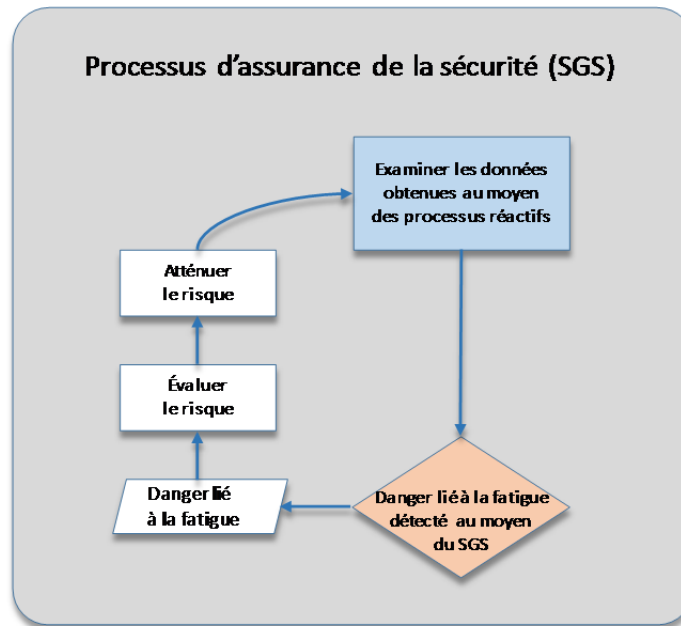 Processus d'assurance de la sécurité (SGS)
Examiner les données
obtenues au moyen
des processus réactifs
Atténuer
le risque
Évaluer
le risque
Danger lié
à la fatigue
Danger lié à la fatigue
détecté au moyen
du SGS